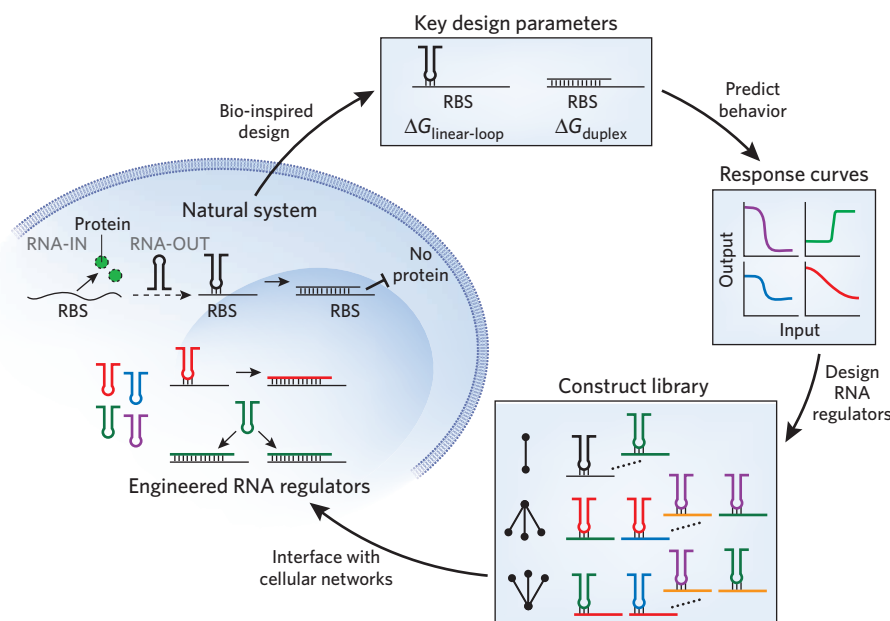 Key design parameters
RBS
RBS
ΔGlinear-loop
ΔGduplex
Bio-inspired
design
Predict
behavior
Response curves
Output
Input
Natural system
Protein
RNA-IN
RNA-OUT
No
protein
RBS
RBS
RBS
Design
RNA
regulators
Construct library
Engineered RNA regulators
Interface with
cellular networks